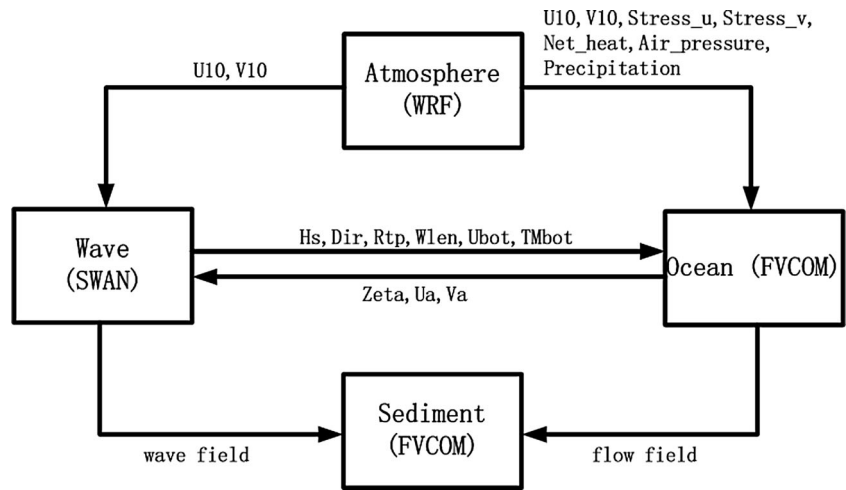 U10, V10, Stress_u, Stress_v,
Net_heat, Air_pressure,
Precipitation
U10, V10
Atmosphere
(WRF)
Wave
(SWAN)
Hs, Dir, Rtp, Wlen, Ubot, TMbot
Zeta, Ua, Va
Ocean (FVCOM)
Sediment
(FVCOM)
wave field
flow field